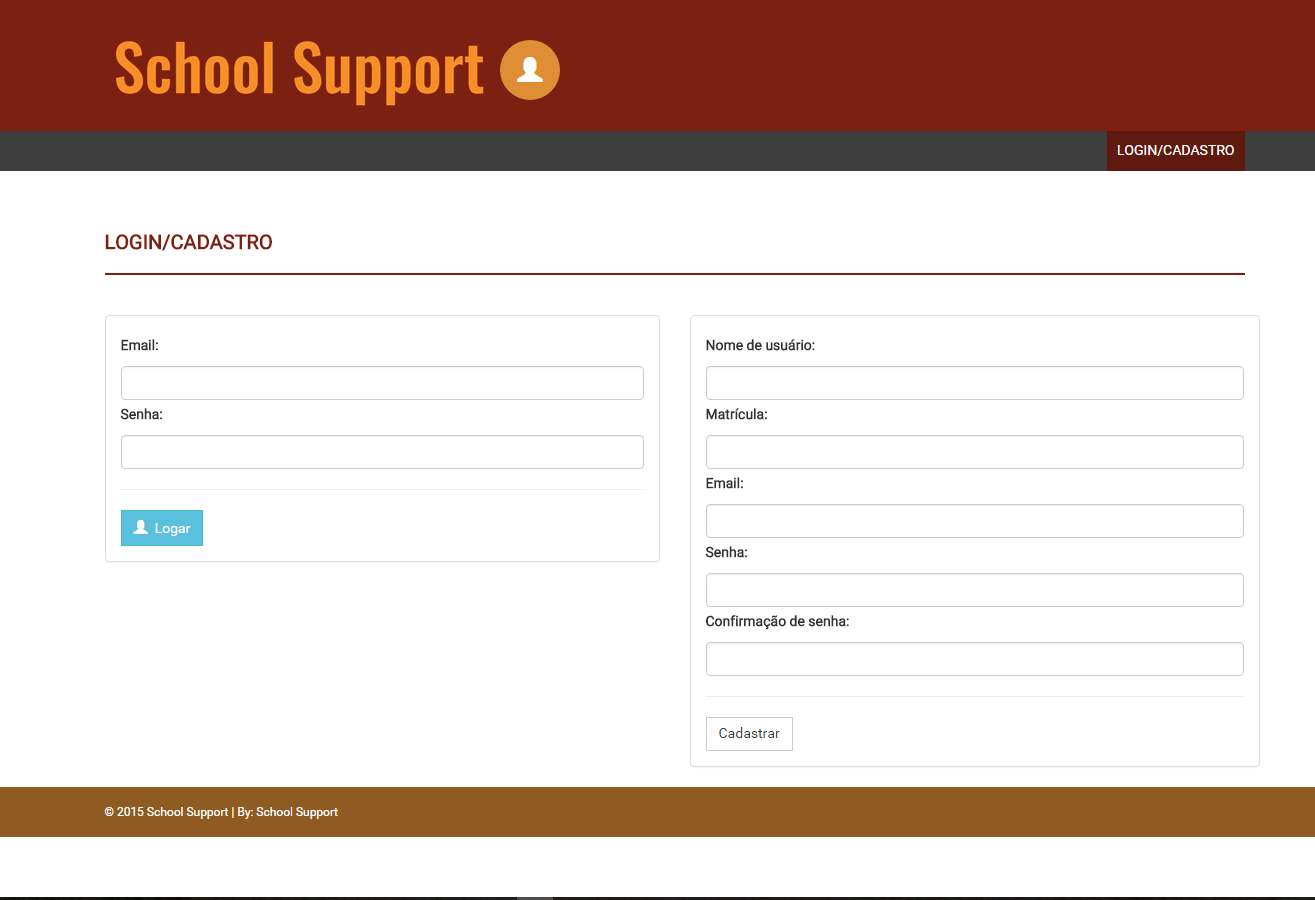 School Support
LOGIN/CADASTRO
LOGIN/CADASTRO
Email:
Senha:
Logar
Nome de usuário:
Matrícula:
Email:
Senha:
Confirmação de senha:
Cadastrar
© 2015 School Support | By: School Support